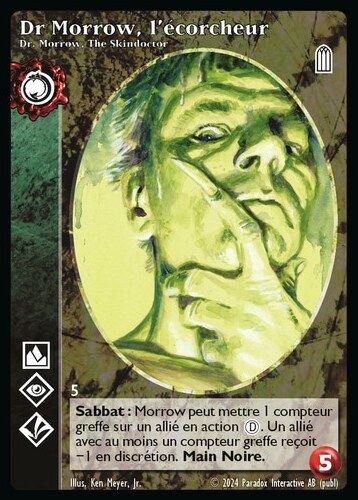 Dr Morrow, l'écorcheur
Dr. Morrow, The Skindoctor
5
Sabbat : Morrow peut mettre 1 compteur
greffe sur un allié en action Ⓓ. Un allié
avec au moins un compteur greffe reçoit
−1 en discrétion. Main Noire.
5
Illus. Ken Meyer, Jr.
© 2024 Paradox Interactive AB (publ)